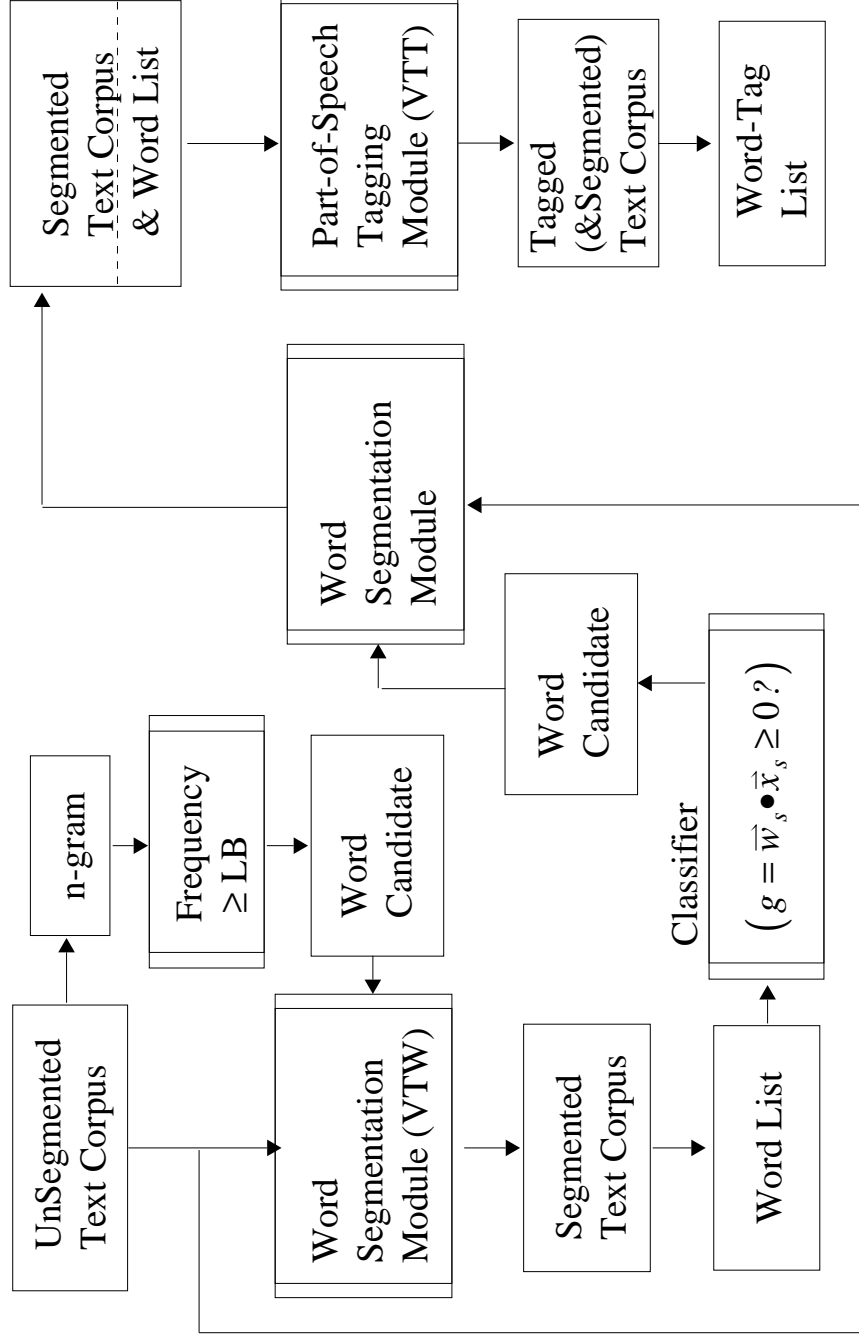 UnSegmented
Text Corpus
n-gram
Frequency
≥ LB
Word
Candidate
Word
Segmentation
Module (VTW)
Segmented
Text Corpus
Word List
Classifier
(g = w⃗_s • x⃗_s ≥ 0 ?)
Word
Candidate
Word
Segmentation
Module
Segmented
Text Corpus
& Word List
Part-of-Speech
Tagging
Module (VTT)
Tagged
(&Segmented)
Text Corpus
Word-Tag
List